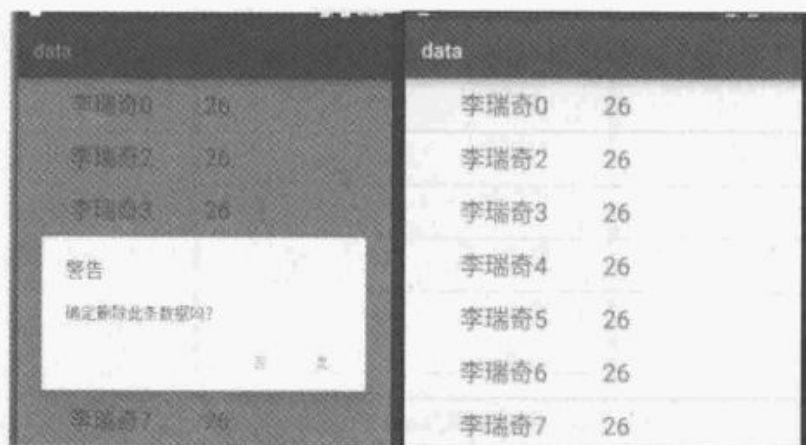 data
李瑞奇0 26
李瑞奇2 26
李瑞奇3 26
警告
确定删除此条数据吗?
否 是
李瑞奇7 26
data
李瑞奇0 26
李瑞奇2 26
李瑞奇3 26
李瑞奇4 26
李瑞奇5 26
李瑞奇6 26
李瑞奇7 26